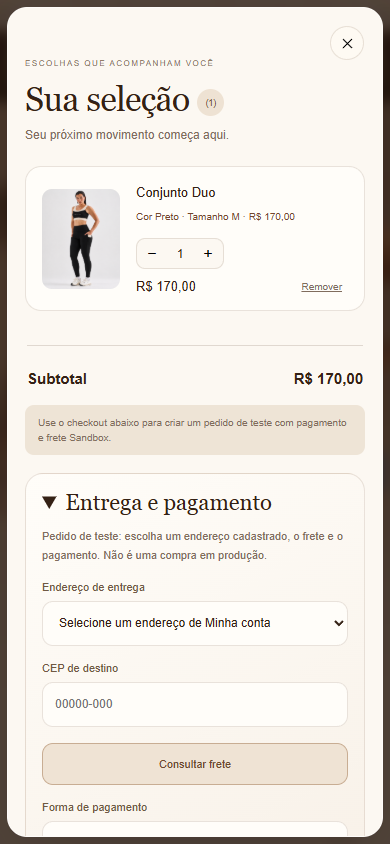 ESCOLHAS QUE ACOMPANHAM VOCÊ
Sua seleção (1)
Seu próximo movimento começa aqui.
Conjunto Duo
Cor Preto · Tamanho M · R$ 170,00
− 1 +
R$ 170,00 Remover
Subtotal R$ 170,00
Use o checkout abaixo para criar um pedido de teste com pagamento
e frete Sandbox.
▼ Entrega e pagamento
Pedido de teste: escolha um endereço cadastrado, o frete e o
pagamento. Não é uma compra em produção.
Endereço de entrega
Selecione um endereço de Minha conta
CEP de destino
00000-000
Consultar frete
Forma de pagamento